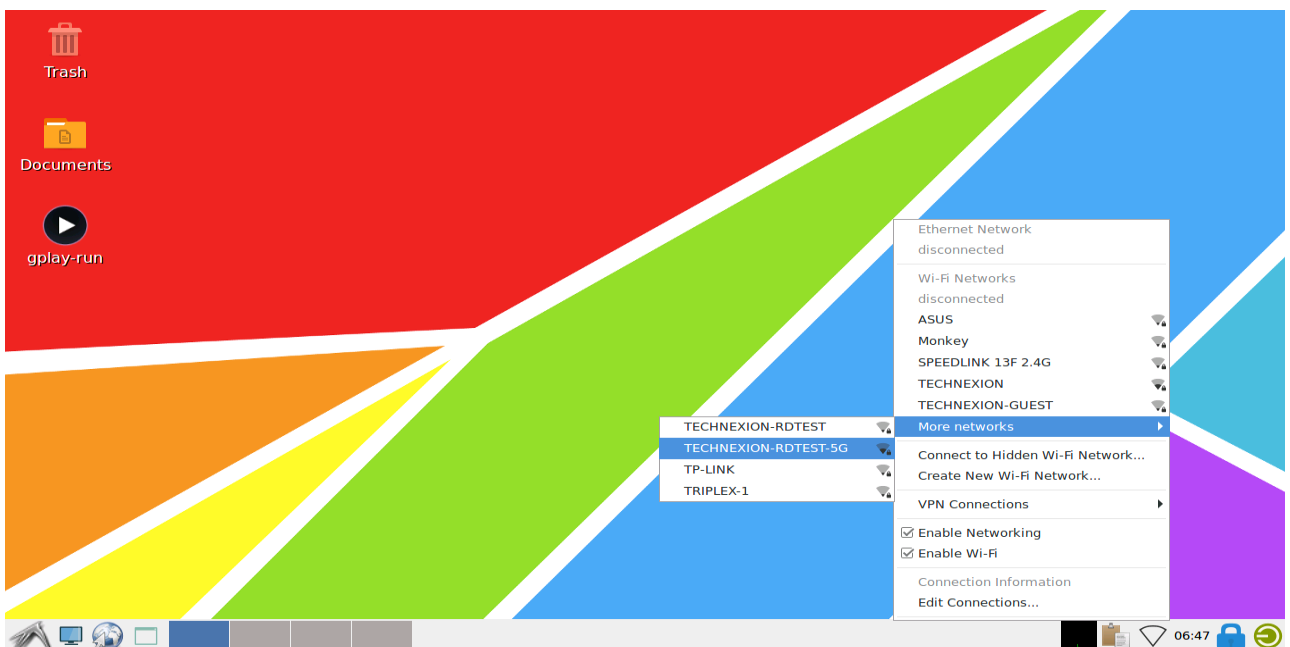 Trash
Documents
gplay-run
Ethernet Network
disconnected
Wi-Fi Networks
disconnected
ASUS
Monkey
SPEEDLINK 13F 2.4G
TECHNEXION
TECHNEXION-GUEST
More networks
TECHNEXION-RDTEST
TECHNEXION-RDTEST-5G
TP-LINK
TRIPLEX-1
Connect to Hidden Wi-Fi Network...
Create New Wi-Fi Network...
VPN Connections
Enable Networking
Enable Wi-Fi
Connection Information
Edit Connections...
06:47